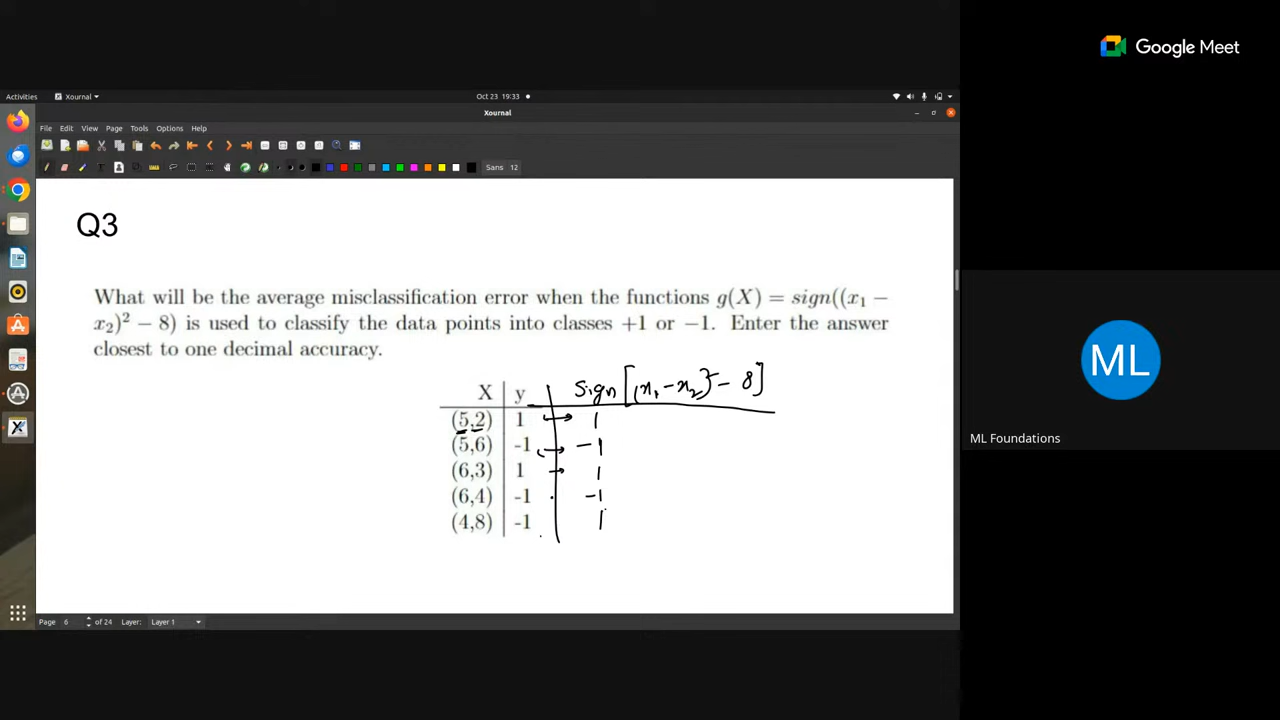 Google Meet
Activities Xournal Oct 23 19:33
Xournal
File Edit View Page Tools Options Help
Sans 12
Q3
What will be the average misclassification error when the functions g(X) = sign((x₁ −
x₂)² − 8) is used to classify the data points into classes +1 or −1. Enter the answer
closest to one decimal accuracy.
X y sign[(x₁ − x₂)² − 8]
(5,2) 1 → 1
(5,6) -1 → −1
(6,3) 1 → 1
(6,4) -1 −1
(4,8) -1 1
ML
ML Foundations
Page 6 of 24 Layer: Layer 1